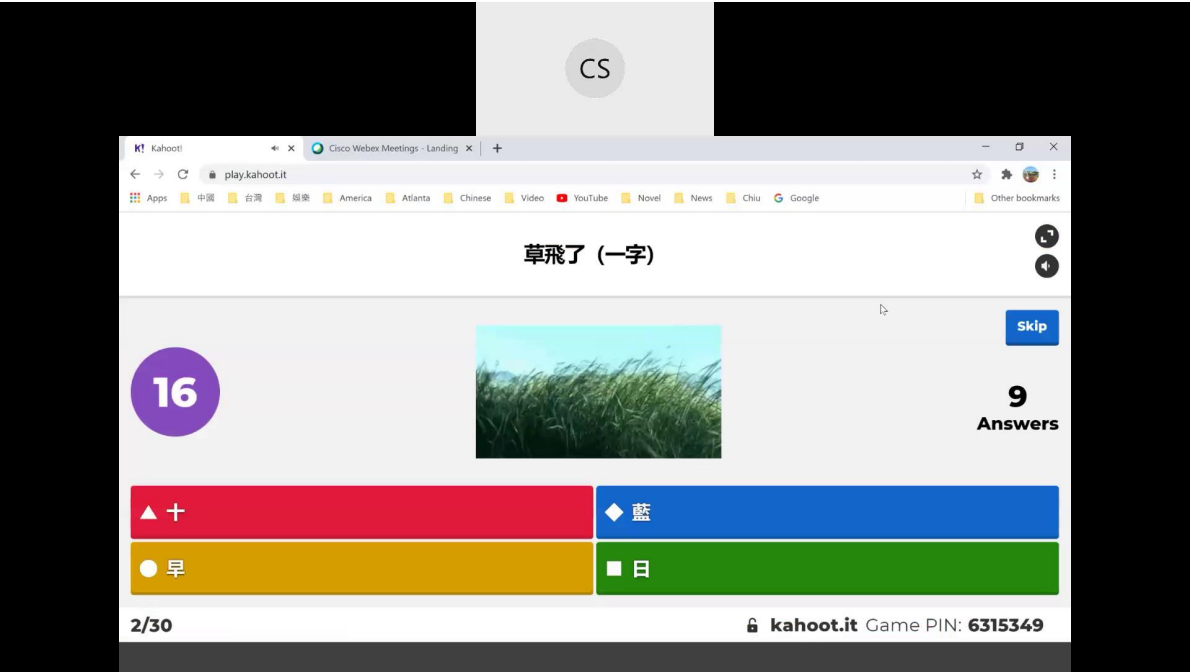 CS
K! Kahoot! Cisco Webex Meetings - Landing
play.kahoot.it
Apps 中國 台灣 娛樂 America Atlanta Chinese Video YouTube Novel News Chiu Google Other bookmarks
草飛了 (一字)
Skip
16
9
Answers
十
藍
早
日
2/30
kahoot.it Game PIN: 6315349